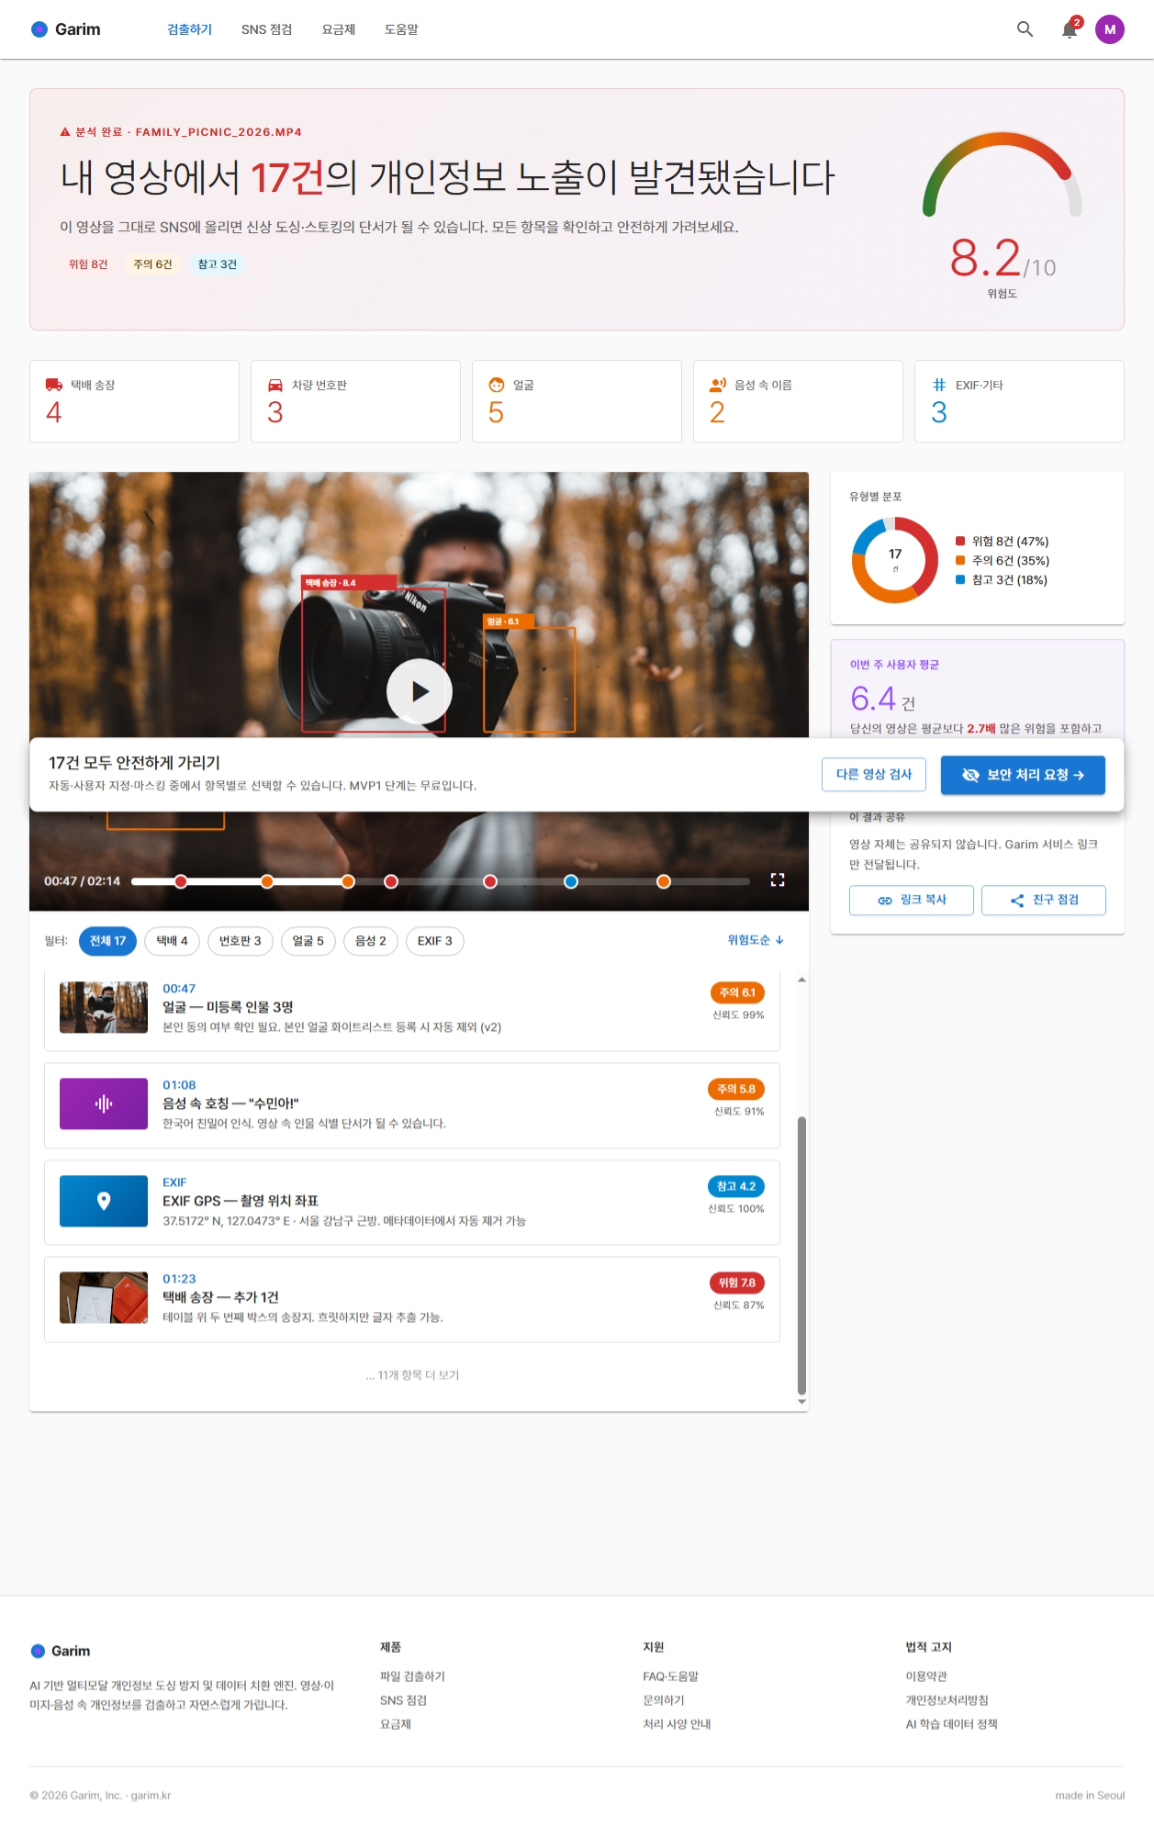 Garim
검출하기
SNS 점검
요금제
도움말
2
M
분석 완료 · FAMILY_PICNIC_2026.MP4
내 영상에서 17건의 개인정보 노출이 발견됐습니다
이 영상을 그대로 SNS에 올리면 신상 도싱·스토킹의 단서가 될 수 있습니다. 모든 항목을 확인하고 안전하게 가려보세요.
위험 8건
주의 6건
참고 3건
8.2/10
위험도
택배 송장
4
차량 번호판
3
얼굴
5
음성 속 이름
2
EXIF·기타
3
택배 송장 · 8.4
얼굴 · 6.1
Nikon
유형별 분포
17
건
위험 8건 (47%)
주의 6건 (35%)
참고 3건 (18%)
이번 주 사용자 평균
6.4 건
당신의 영상은 평균보다 2.7배 많은 위험을 포함하고
17건 모두 안전하게 가리기
자동·사용자 지정·마스킹 중에서 항목별로 선택할 수 있습니다. MVP1 단계는 무료입니다.
다른 영상 검사
보안 처리 요청 →
이 결과 공유
영상 자체는 공유되지 않습니다. Garim 서비스 링크
만 전달됩니다.
링크 복사
친구 점검
00:47 / 02:14
필터:
전체 17
택배 4
번호판 3
얼굴 5
음성 2
EXIF 3
위험도순 ↓
00:47
얼굴 — 미등록 인물 3명
본인 동의 여부 확인 필요. 본인 얼굴 화이트리스트 등록 시 자동 제외 (v2)
주의 6.1
신뢰도 99%
01:08
음성 속 호칭 — "수민아!"
한국어 친밀어 인식. 영상 속 인물 식별 단서가 될 수 있습니다.
주의 5.8
신뢰도 91%
EXIF
EXIF GPS — 촬영 위치 좌표
37.5172° N, 127.0473° E · 서울 강남구 근방. 메타데이터에서 자동 제거 가능
참고 4.2
신뢰도 100%
01:23
택배 송장 — 추가 1건
테이블 위 두 번째 박스의 송장지. 흐릿하지만 글자 추출 가능.
위험 7.8
신뢰도 87%
... 11개 항목 더 보기
Garim
AI 기반 멀티모달 개인정보 도싱 방지 및 데이터 치환 엔진. 영상·이
미지·음성 속 개인정보를 검출하고 자연스럽게 가립니다.
제품
파일 검출하기
SNS 점검
요금제
지원
FAQ·도움말
문의하기
처리 사양 안내
법적 고지
이용약관
개인정보처리방침
AI 학습 데이터 정책
© 2026 Garim, Inc. · garim.kr
made in Seoul